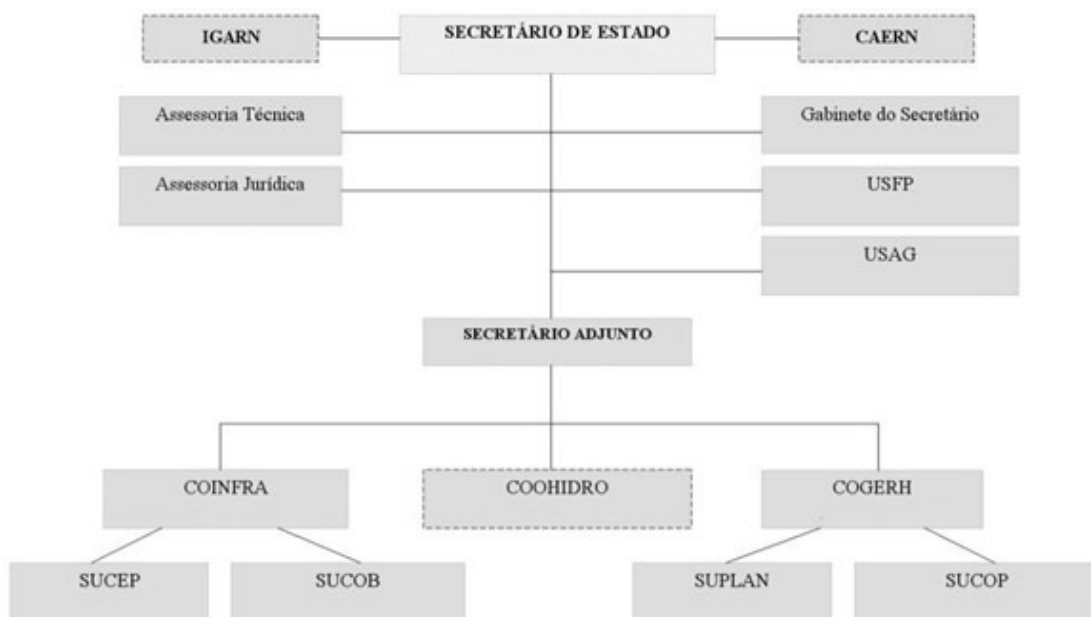 IGARN
SECRETÁRIO DE ESTADO
CAERN
Assessoria Técnica
Gabinete do Secretário
Assessoria Jurídica
USFP
USAG
SECRETÁRIO ADJUNTO
COINFRA
COOHIDRO
COGERH
SUCEP
SUCOB
SUPLAN
SUCOP